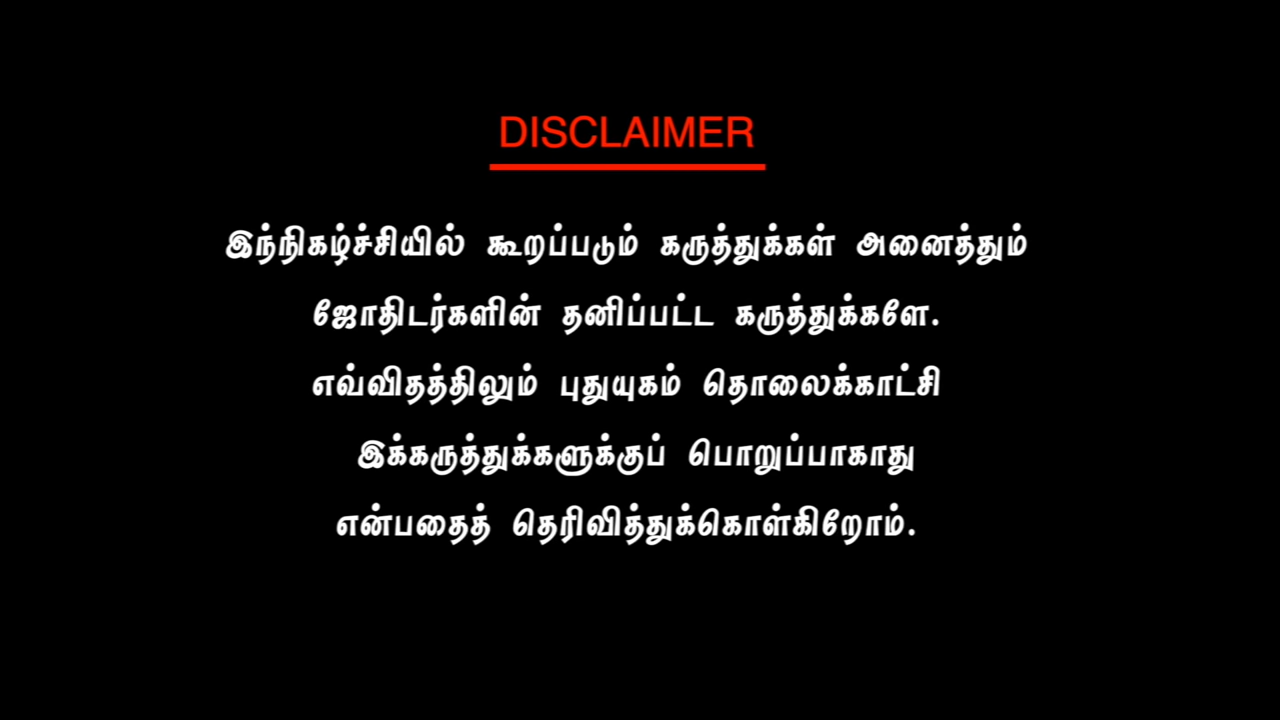 DISCLAIMER
இந்நிகழ்ச்சியில் கூறப்படும் கருத்துக்கள் அனைத்தும்
ஜோதிடர்களின் தனிப்பட்ட கருத்துக்களே.
எவ்விதத்திலும் புதுயுகம் தொலைக்காட்சி
இக்கருத்துக்களுக்குப் பொறுப்பாகாது
என்பதைத் தெரிவித்துக்கொள்கிறோம்.